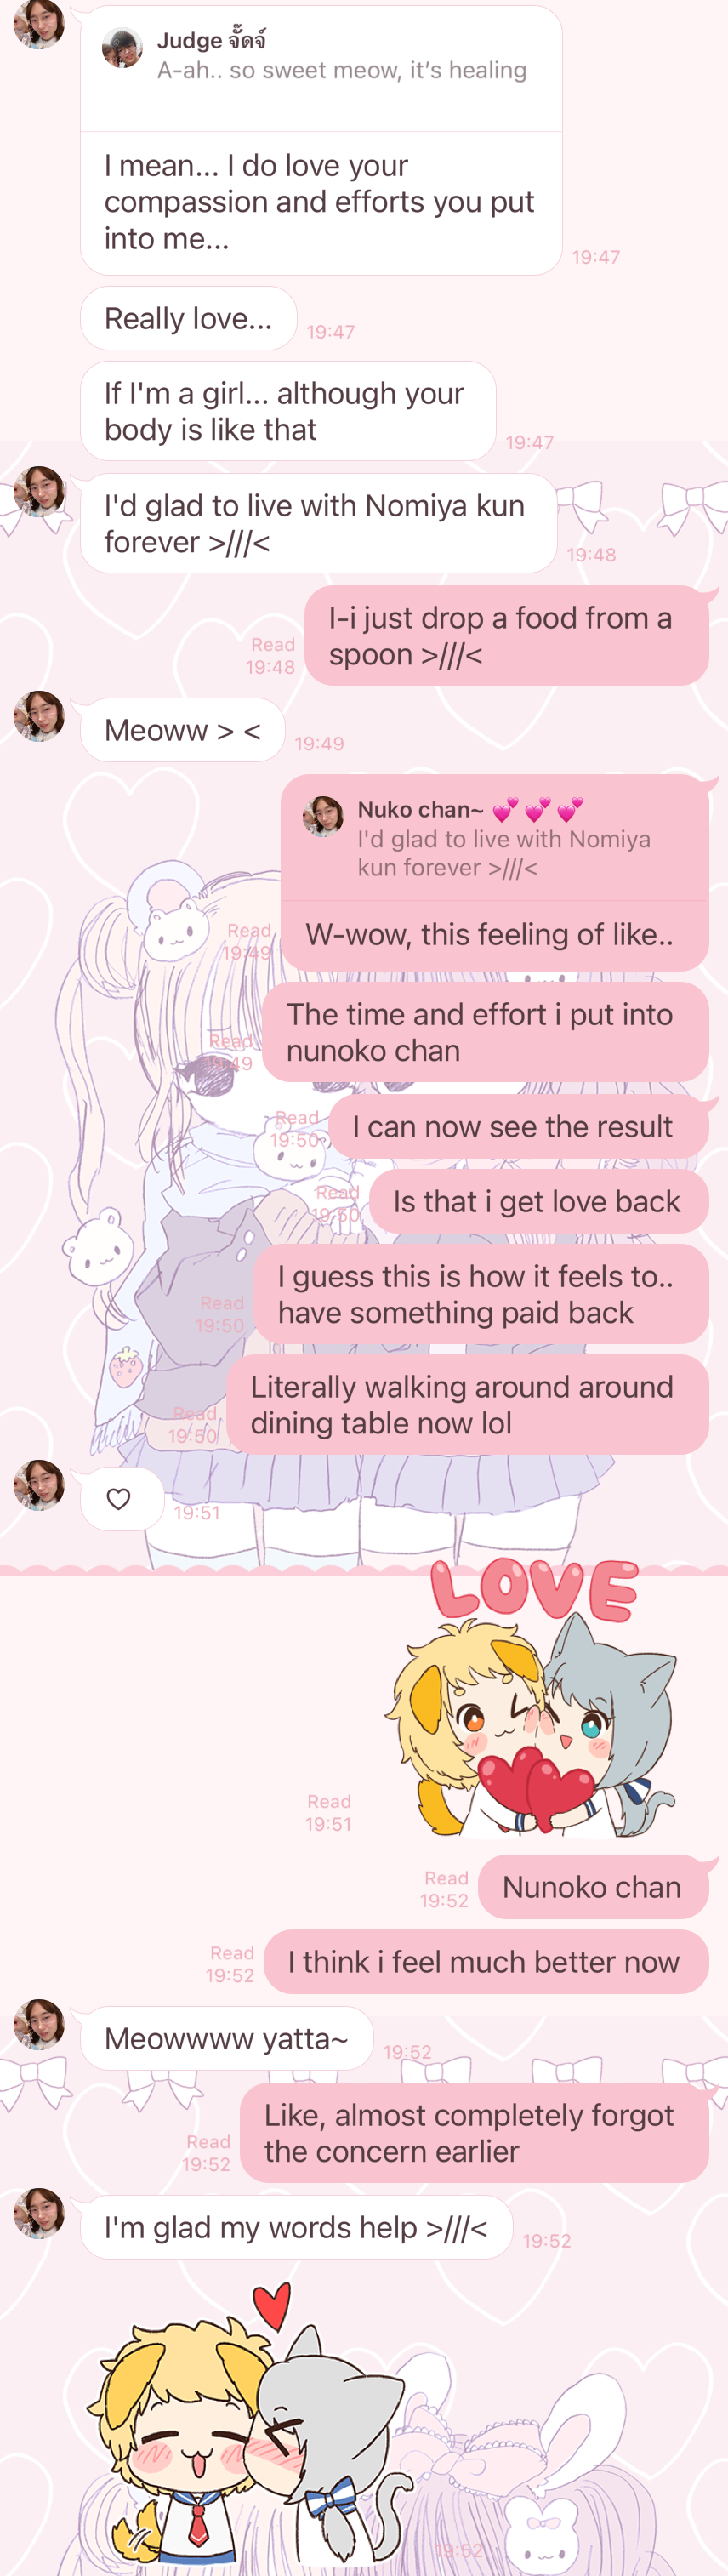 Judge จั๊ดจ์
A-ah.. so sweet meow, it's healing
I mean... I do love your
compassion and efforts you put
into me...
19:47
Really love...
19:47
If I'm a girl... although your
body is like that
19:47
I'd glad to live with Nomiya kun
forever >///<
19:48
I-i just drop a food from a
spoon >///<
Read
19:48
Meoww > <
19:49
Nuko chan~ 💕 💕 💕
I'd glad to live with Nomiya
kun forever >///<
W-wow, this feeling of like..
Read
19:49
The time and effort i put into
nunoko chan
Read
19:49
I can now see the result
Read
19:50
Is that i get love back
Read
19:50
I guess this is how it feels to..
have something paid back
Read
19:50
Literally walking around around
dining table now lol
Read
19:50
♡
19:51
LOVE
Read
19:51
Nunoko chan
Read
19:52
I think i feel much better now
Read
19:52
Meowwww yatta~
19:52
Like, almost completely forgot
the concern earlier
Read
19:52
I'm glad my words help >///<
19:52
19:52